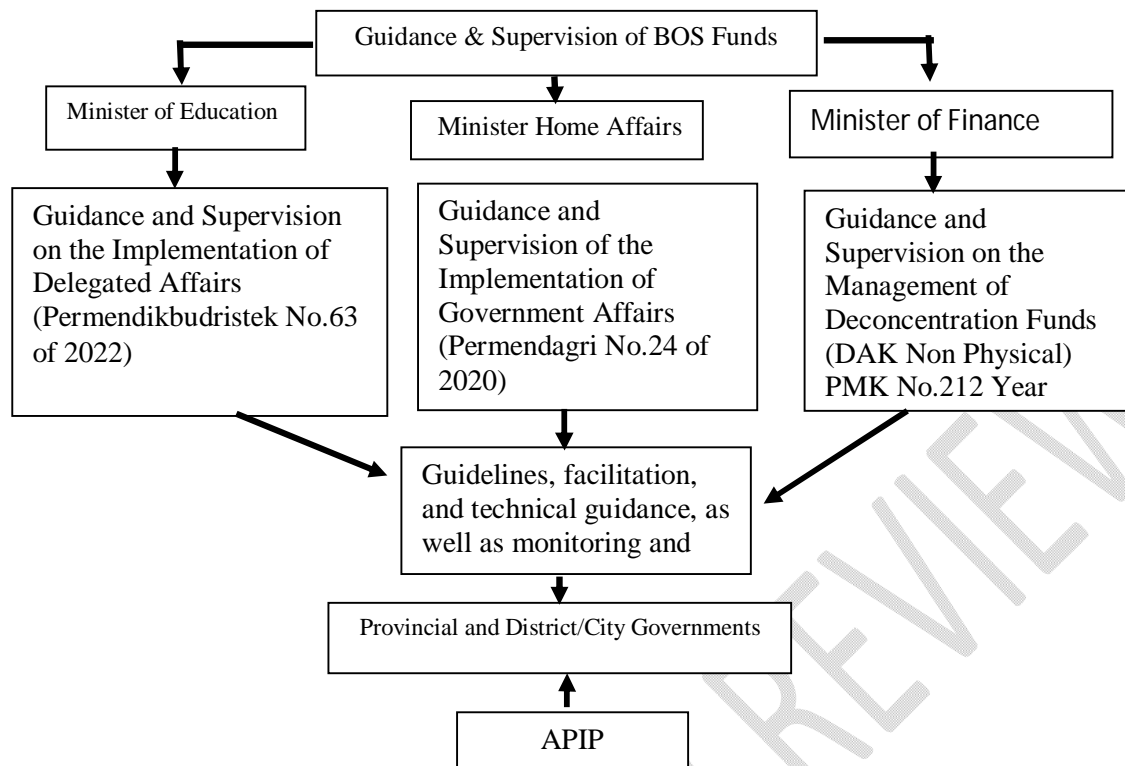 Guidance & Supervision of BOS Funds
Minister of Education
Minister Home Affairs
Minister of Finance
Guidance and Supervision
on the Implementation of
Delegated Affairs
(Permendikbudristek No.63
of 2022)
Guidance and
Supervision of the
Implementation of
Government Affairs
(Permendagri No.24 of
2020)
Guidance and
Supervision on the
Management of
Deconcentration Funds
(DAK Non Physical)
PMK No.212 Year
Guidelines, facilitation,
and technical guidance, as
well as monitoring and
Provincial and District/City Governments
APIP
REVIEW